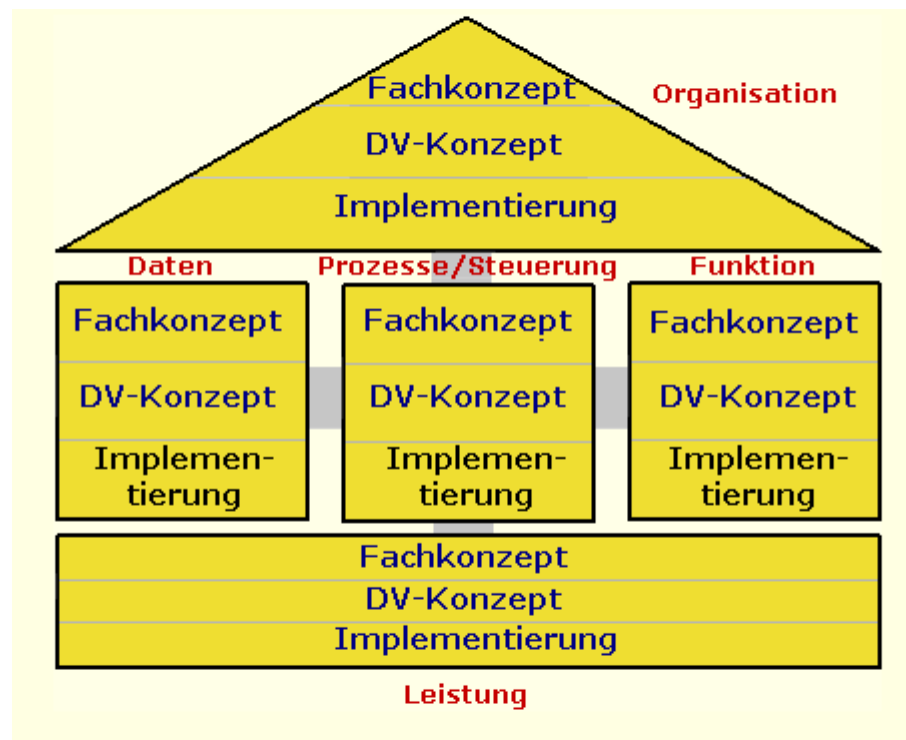 Fachkonzept
Organisation
DV-Konzept
Implementierung
Daten
Prozesse/Steuerung
Funktion
Fachkonzept
DV-Konzept
Implemen-
tierung
Fachkonzept
DV-Konzept
Implemen-
tierung
Fachkonzept
DV-Konzept
Implemen-
tierung
Fachkonzept
DV-Konzept
Implementierung
Leistung